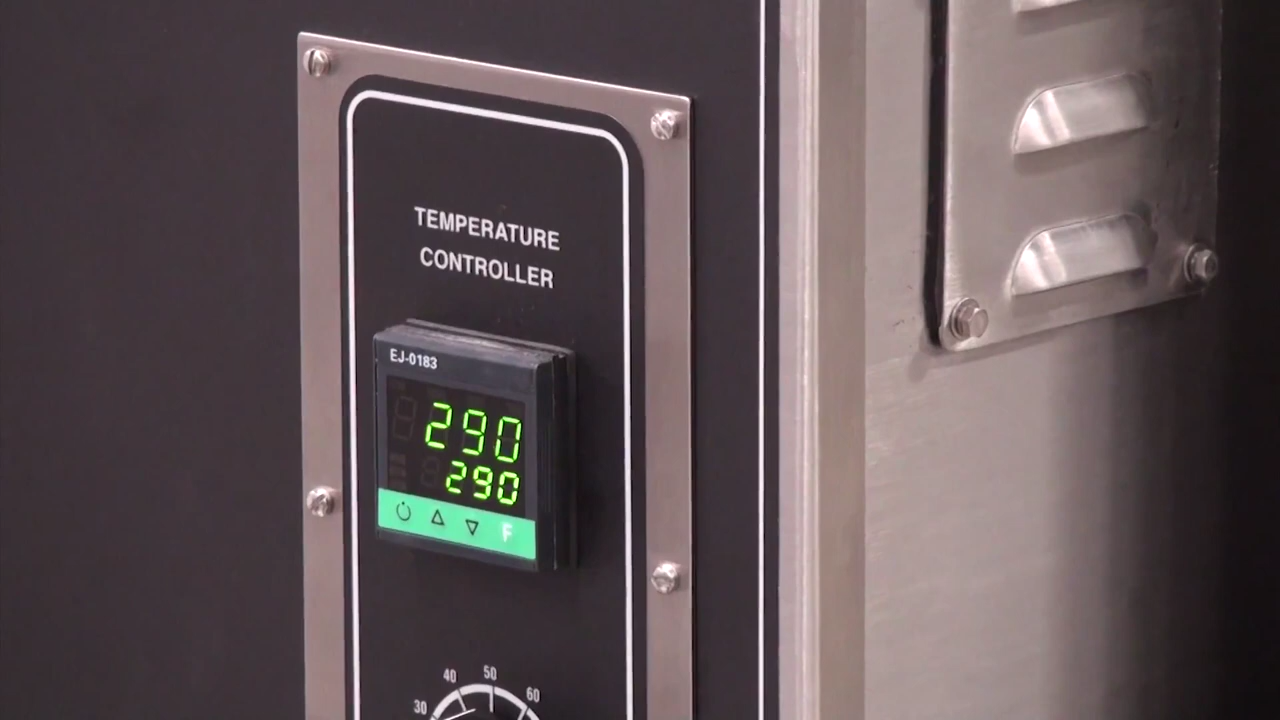 TEMPERATURE
CONTROLLER
EJ-0183
290
290
F
30 40 50 60